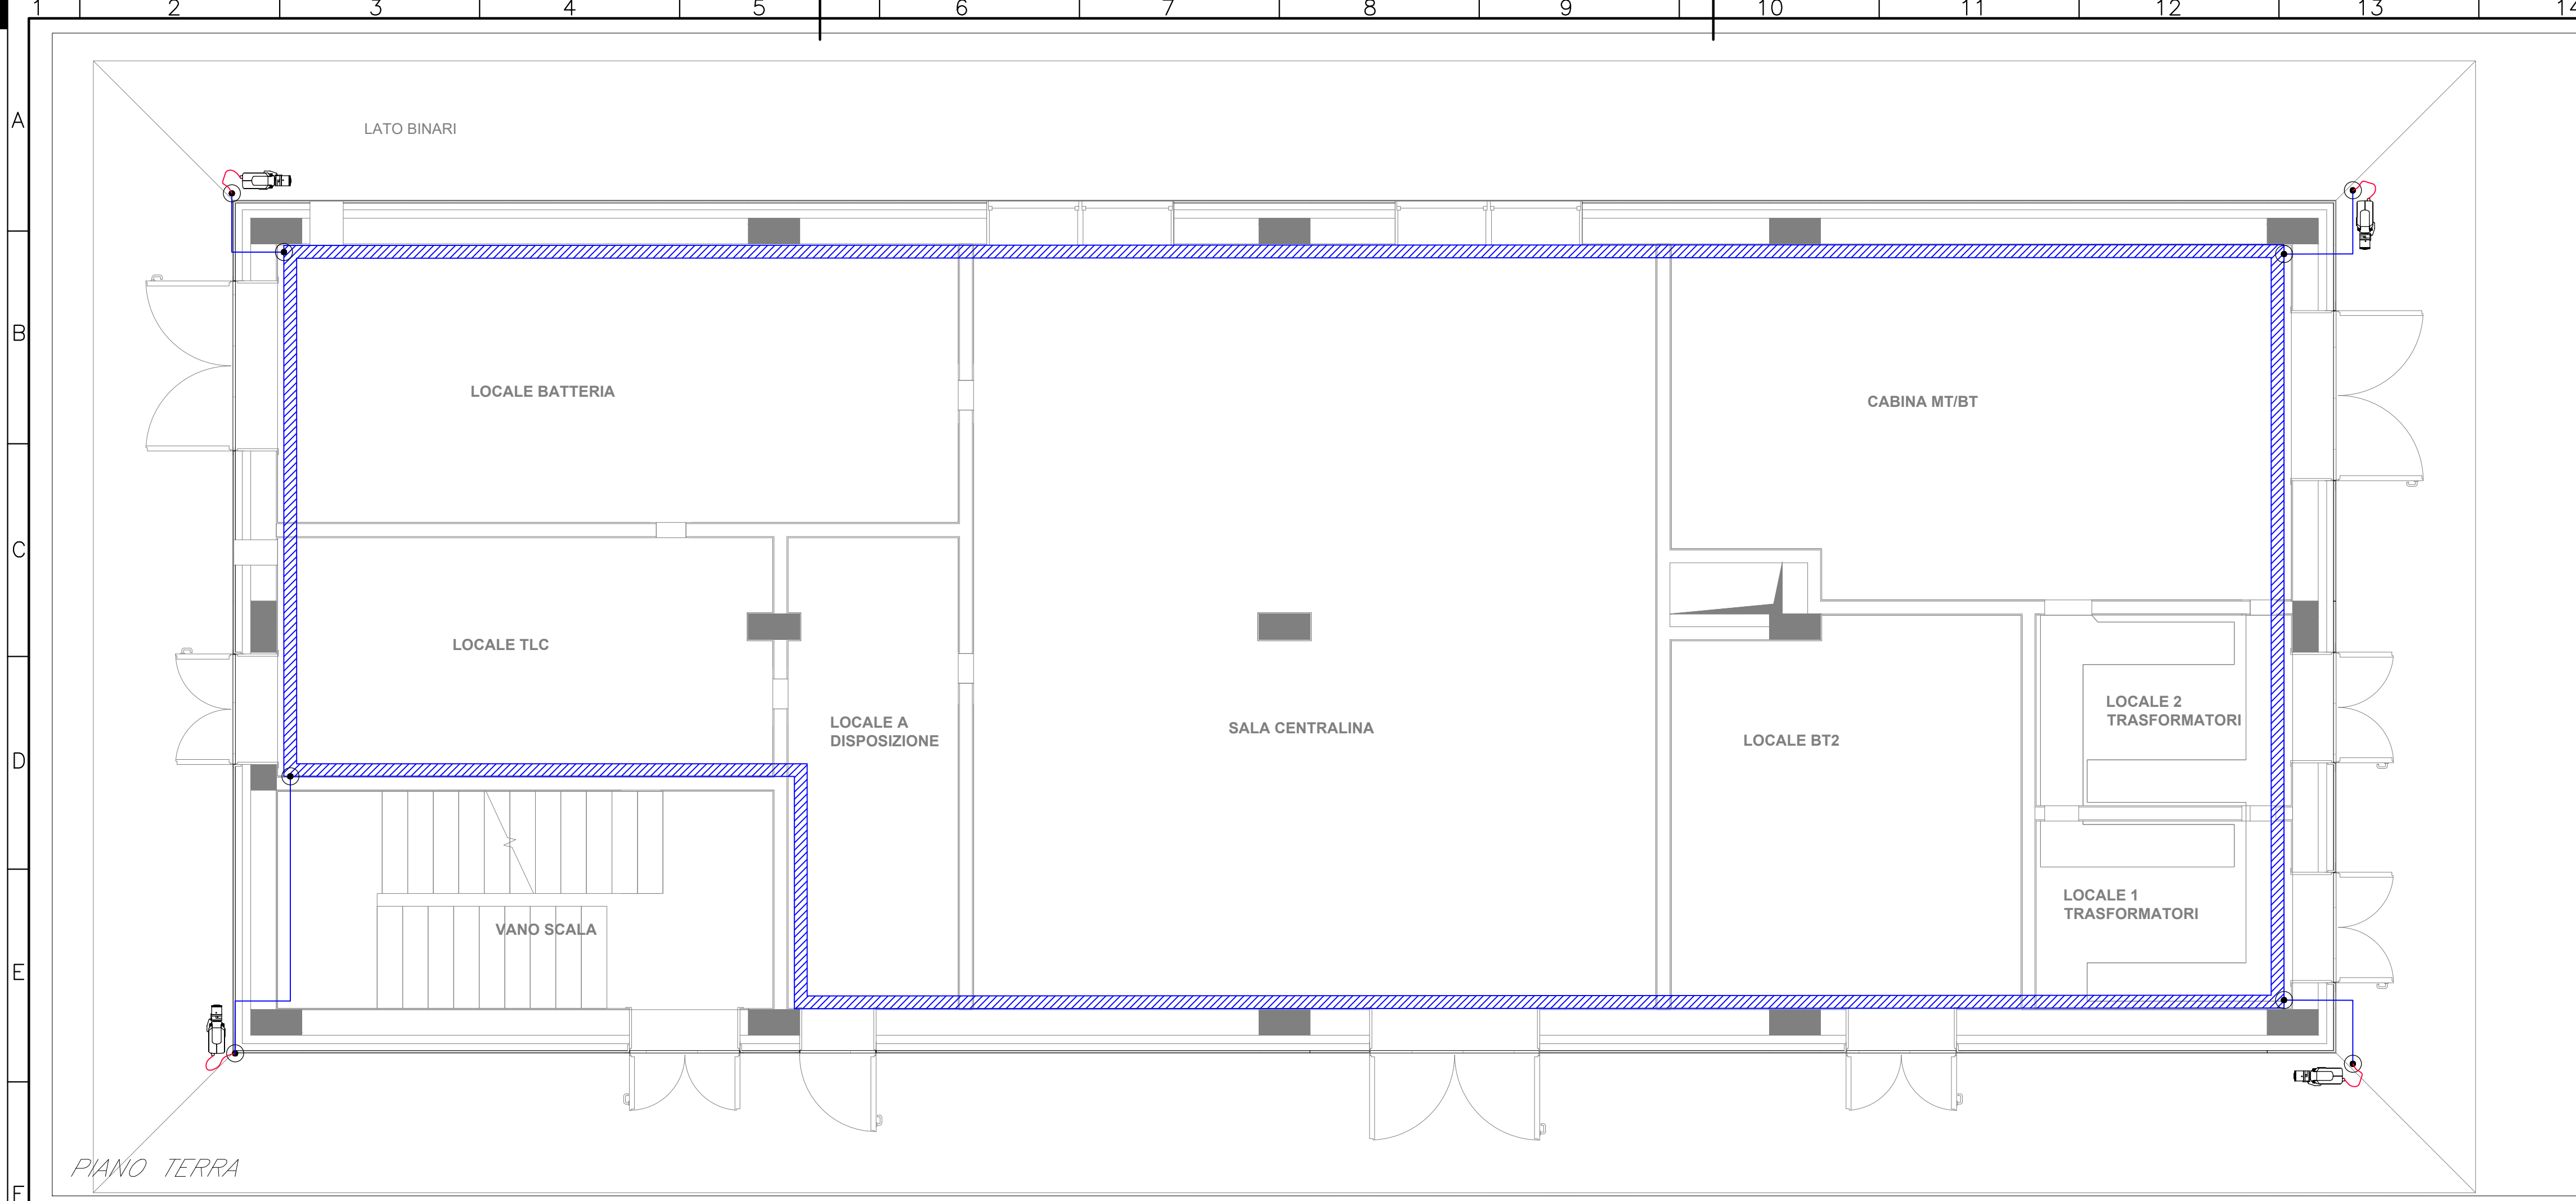 1 2 3 4 5 6 7 8 9 10 11 12 13 14
A
LATO BINARI
B
LOCALE BATTERIA
CABINA MT/BT
C
LOCALE TLC
LOCALE 2
TRASFORMATORI
LOCALE A
DISPOSIZIONE
SALA CENTRALINA
LOCALE BT2
D
LOCALE 1
TRASFORMATORI
VANO SCALA
E
PIANO TERRA
F